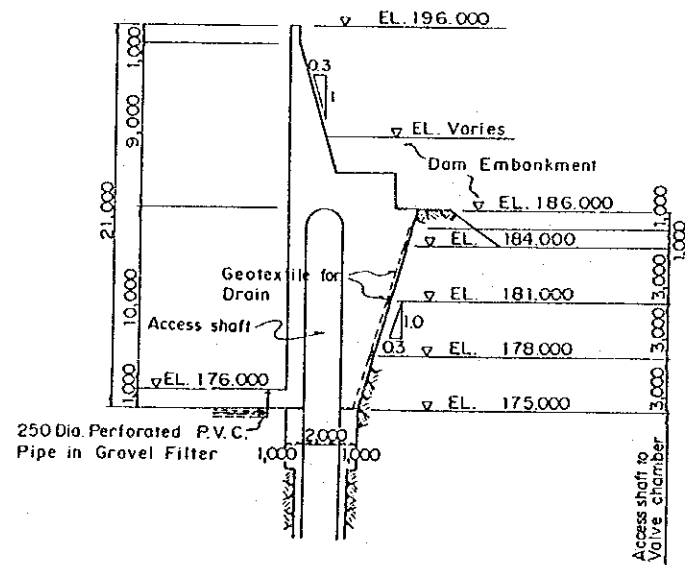 EL. 196.000
1,000
0.3
1
9,000
EL. Varies
Dam Embankment
21,000
EL. 186.000
1,000
1,000
EL. 184.000
Geotextile for
Drain
3,000
EL. 181.000
10,000
Access shaft
1.0
0.3
3,000
EL. 178.000
EL. 176.000
1,000
3,000
EL. 175.000
250 Dia. Perforated P.V.C.
Pipe in Gravel Filter
2,000
1,000
1,000
Access shaft to
Valve chamber